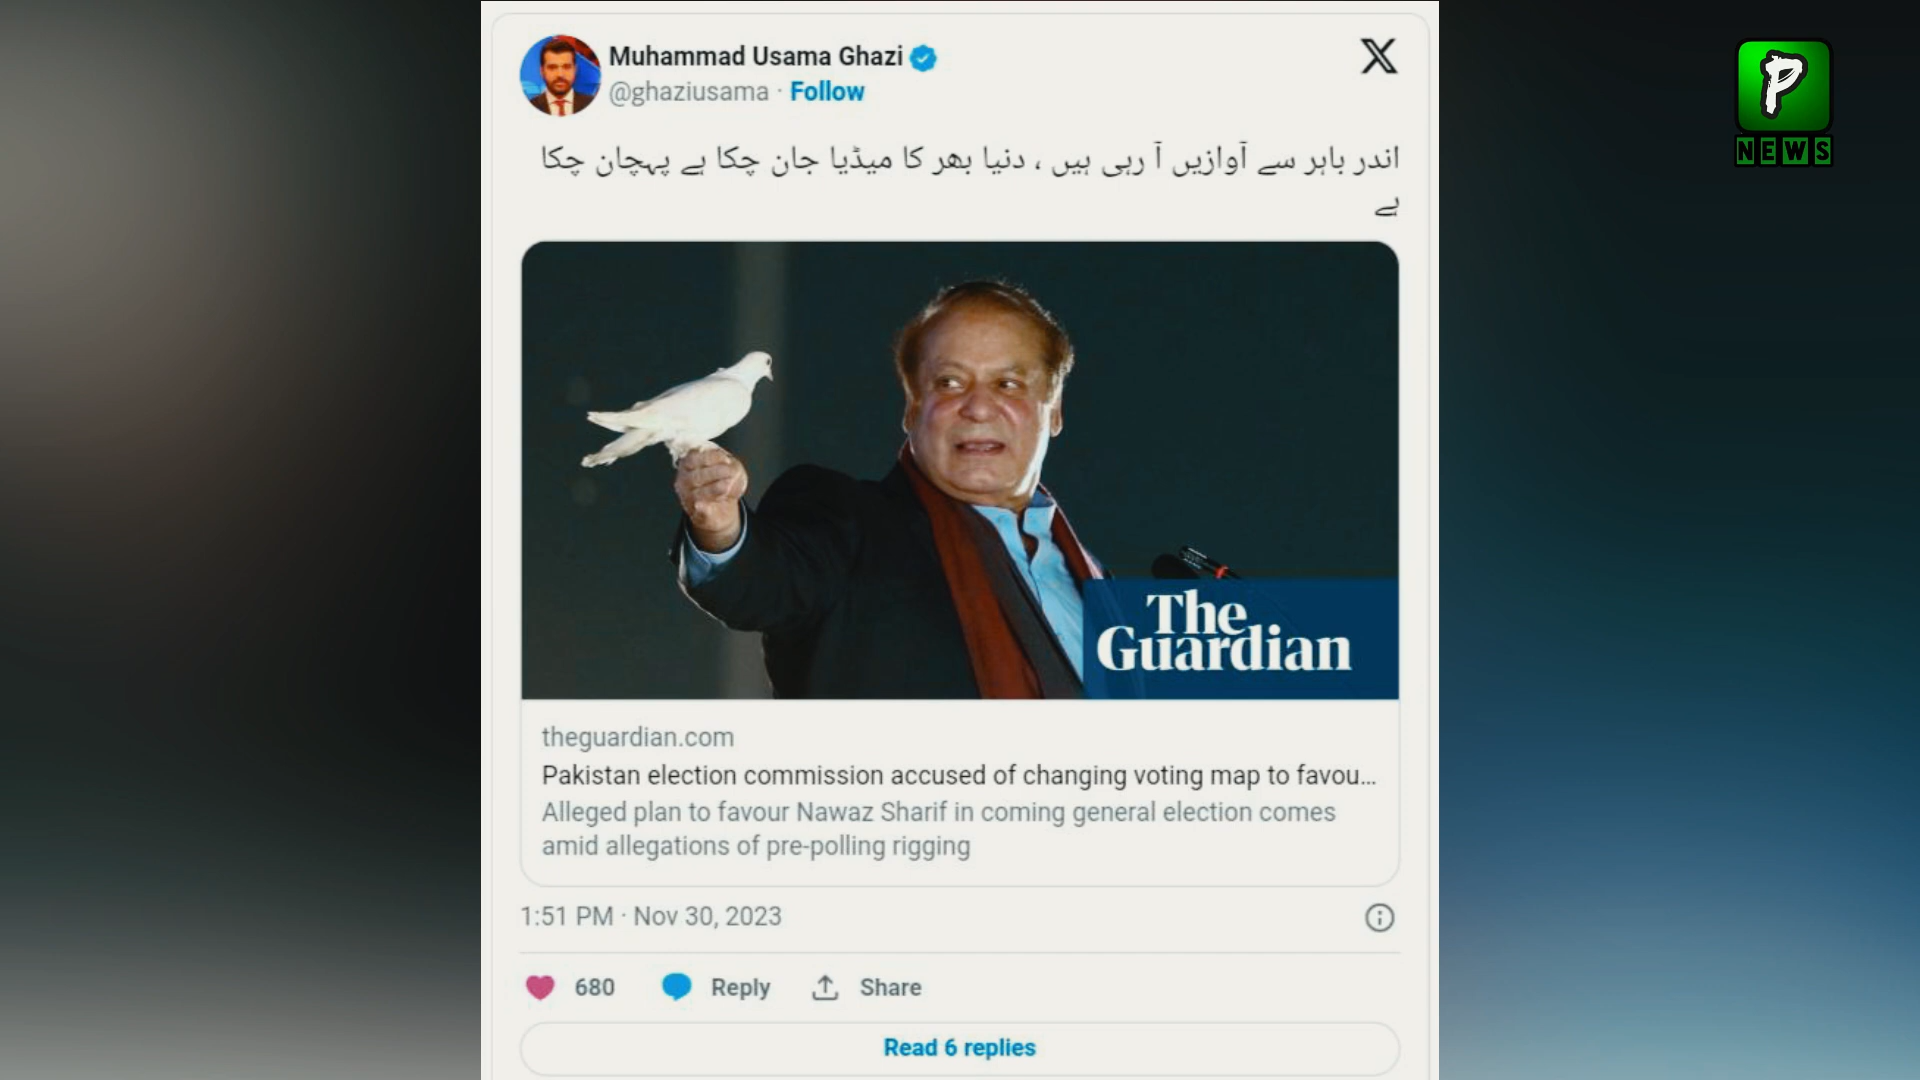 Muhammad Usama Ghazi
@ghaziusama · Follow
اندر باہر سے آوازیں آ رہی ہیں ، دنیا بھر کا میڈیا جان چکا ہے پہچان چکا
ہے
The
Guardian
theguardian.com
Pakistan election commission accused of changing voting map to favou...
Alleged plan to favour Nawaz Sharif in coming general election comes
amid allegations of pre-polling rigging
1:51 PM · Nov 30, 2023
680 Reply Share
Read 6 replies
P
NEWS